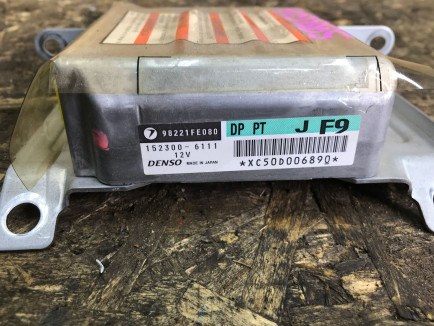 7 98221FE080 DP PT J F9
152300-6111
12V
DENSO MADE IN JAPAN
*XC50D006890*